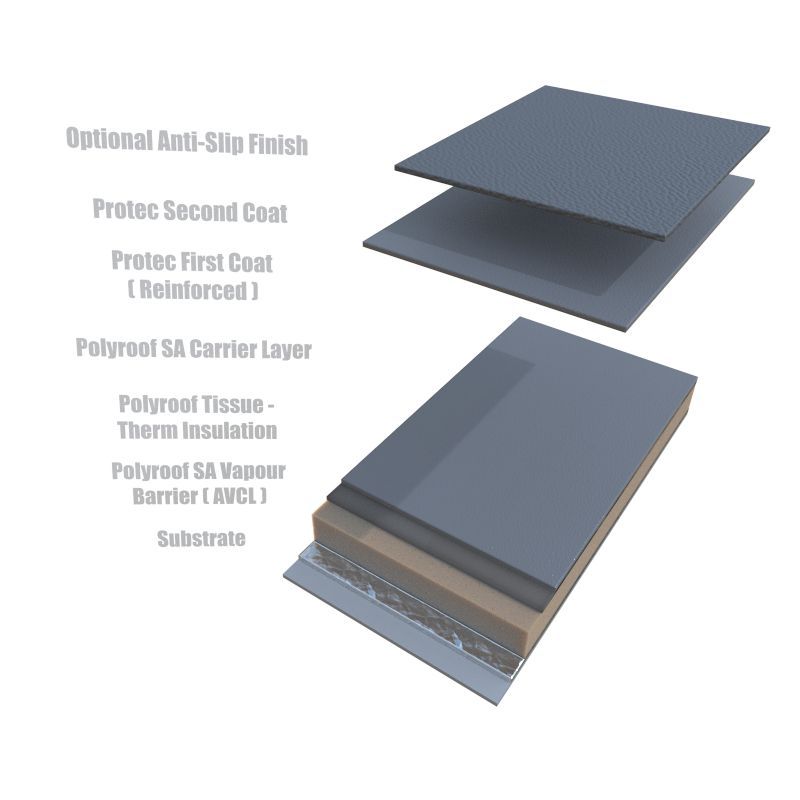 Optional Anti-Slip Finish
Protec Second Coat
Protec First Coat
( Reinforced )
Polyroof SA Carrier Layer
Polyroof Tissue -
Therm Insulation
Polyroof SA Vapour
Barrier ( AVCL )
Substrate